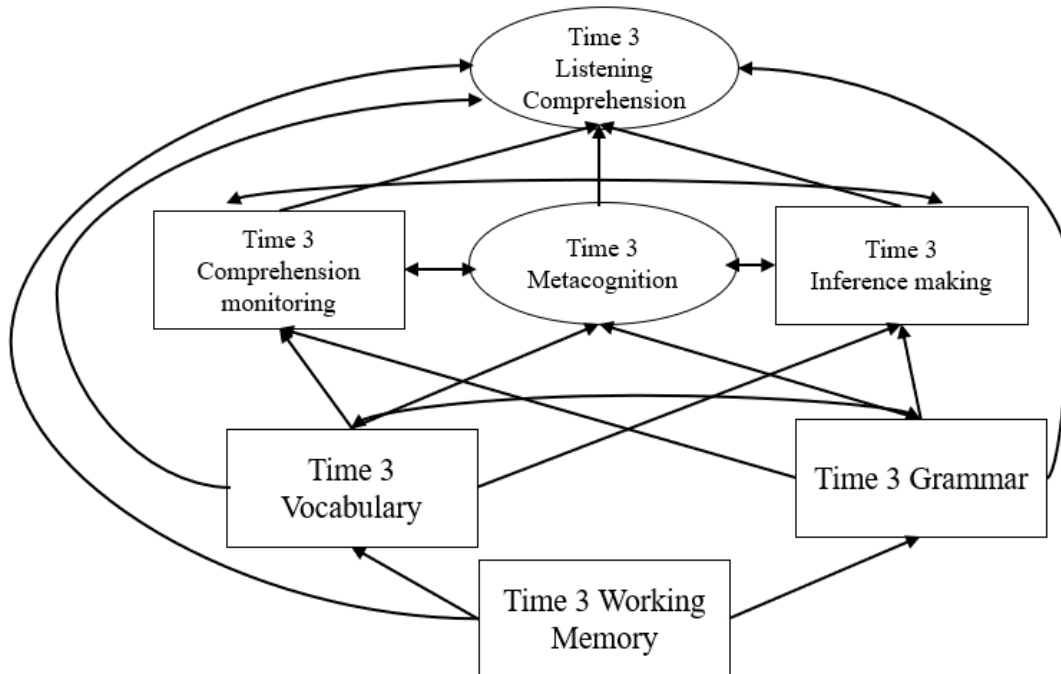 Time 3
Listening
Comprehension
Time 3
Comprehension
monitoring
Time 3
Metacognition
Time 3
Inference making
Time 3
Vocabulary
Time 3 Grammar
Time 3 Working
Memory